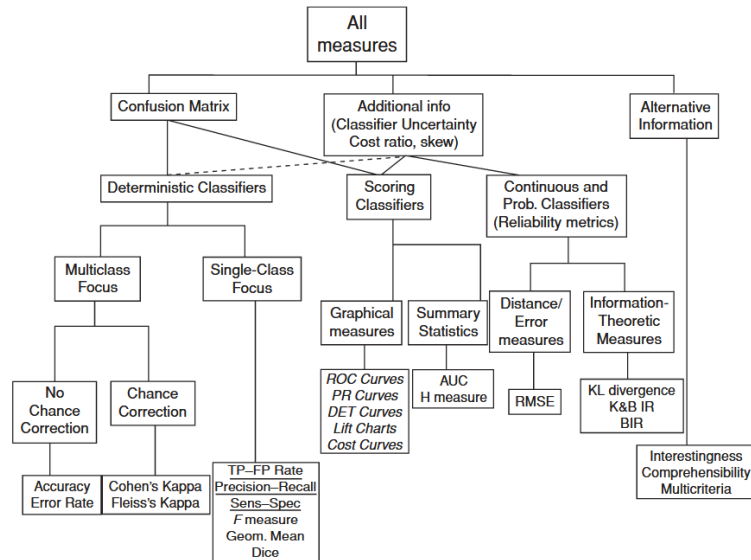 All
measures
Confusion Matrix
Additional info
(Classifier Uncertainty
Cost ratio, skew)
Alternative
Information
Deterministic Classifiers
Scoring
Classifiers
Continuous and
Prob. Classifiers
(Reliability metrics)
Multiclass
Focus
Single-Class
Focus
Graphical
measures
Summary
Statistics
Distance/
Error
measures
Information-
Theoretic
Measures
No
Chance
Correction
Chance
Correction
ROC Curves
PR Curves
DET Curves
Lift Charts
Cost Curves
AUC
H measure
RMSE
KL divergence
K&B IR
BIR
Accuracy
Error Rate
Cohen's Kappa
Fleiss's Kappa
TP–FP Rate
Precision–Recall
Sens–Spec
F measure
Geom. Mean
Dice
Interestingness
Comprehensibility
Multicriteria